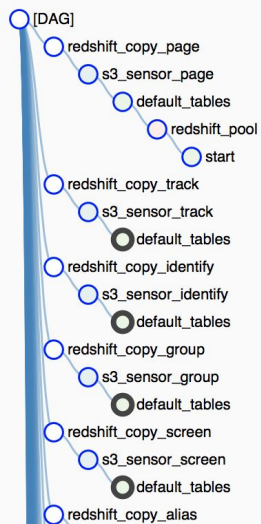 [DAG]
redshift_copy_page
s3_sensor_page
default_tables
redshift_pool
start
redshift_copy_track
s3_sensor_track
default_tables
redshift_copy_identify
s3_sensor_identify
default_tables
redshift_copy_group
s3_sensor_group
default_tables
redshift_copy_screen
s3_sensor_screen
default_tables
redshift_copy_alias